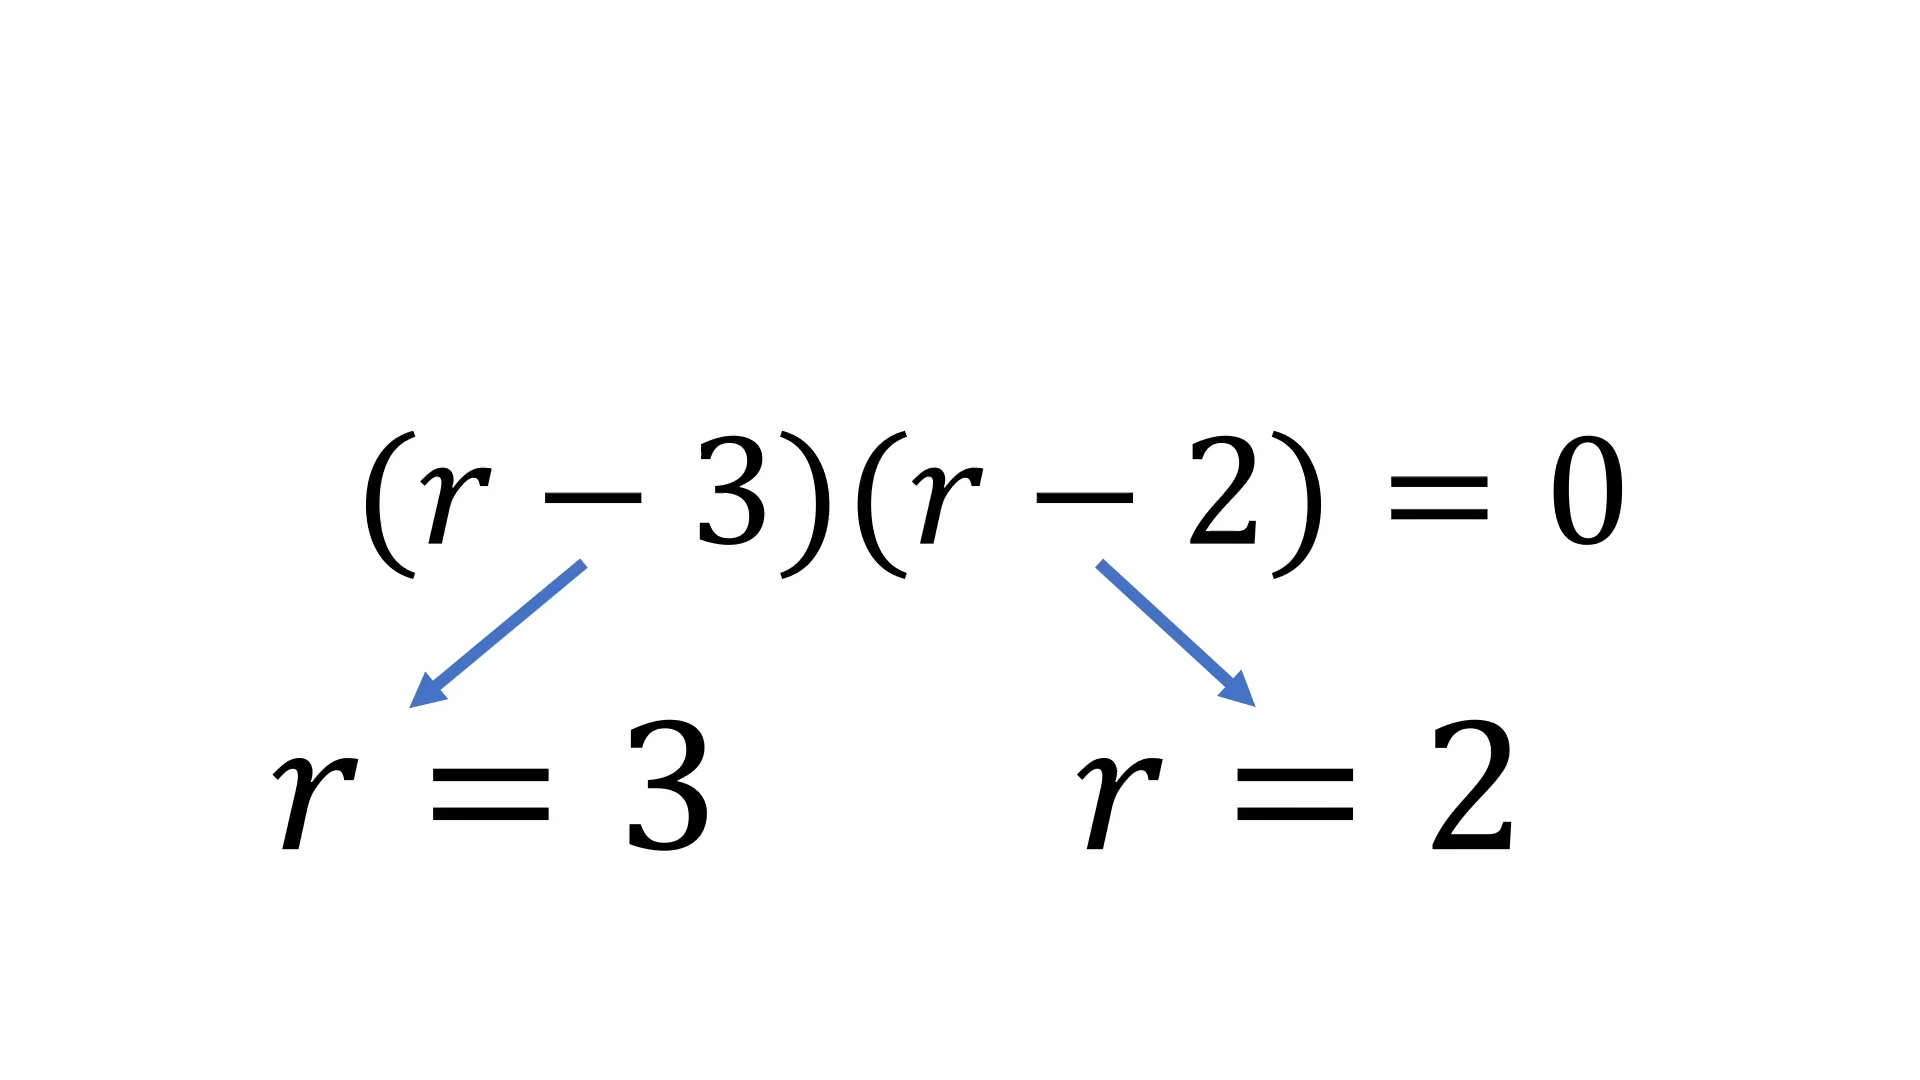 (r − 3)(r − 2) = 0
r = 3 r = 2